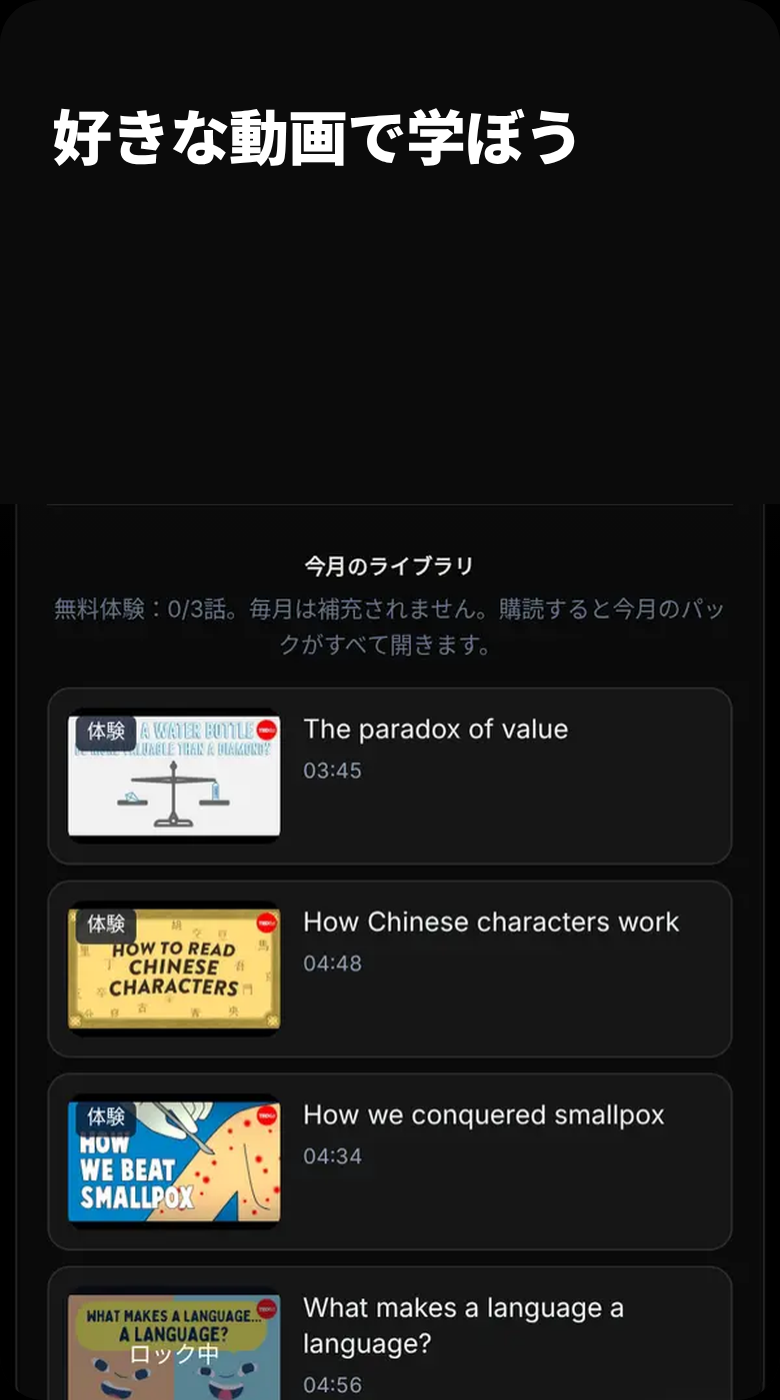 好きな動画で学ぼう
今月のライブラリ
無料体験：0/3話。毎月は補充されません。購読すると今月のパッ
クがすべて開きます。
体験
A WATER BOTTLE
VALUABLE THAN A DIAMOND?
The paradox of value
03:45
体験
HOW TO READ
CHINESE
CHARACTERS
How Chinese characters work
04:48
体験
HOW
WE BEAT
SMALLPOX
How we conquered smallpox
04:34
WHAT MAKES A LANGUAGE...
A LANGUAGE?
ロック中
What makes a language a
language?
04:56